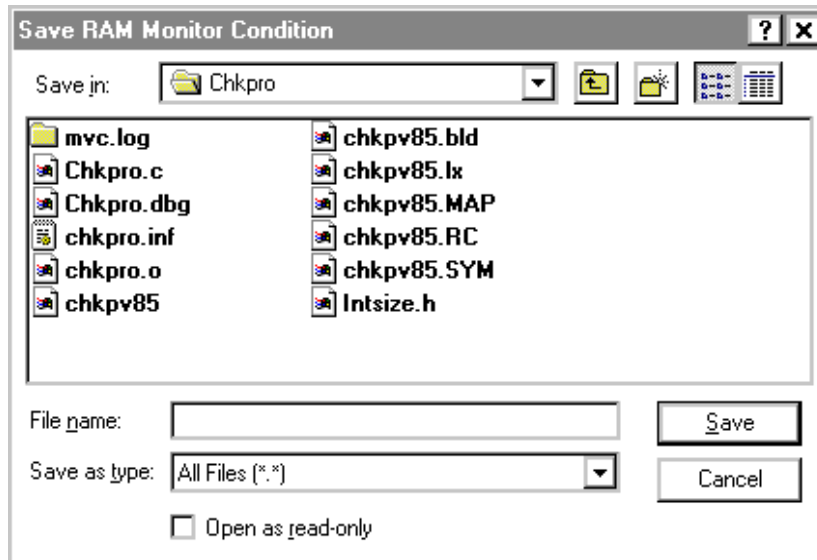 Save RAM Monitor Condition
Save in: Chkpro
mvc.log
Chkpro.c
Chkpro.dbg
chkpro.inf
chkpro.o
chkpv85
chkpv85.bld
chkpv85.lx
chkpv85.MAP
chkpv85.RC
chkpv85.SYM
Intsize.h
File name:
Save
Save as type: All Files (*.*)
Cancel
Open as read-only